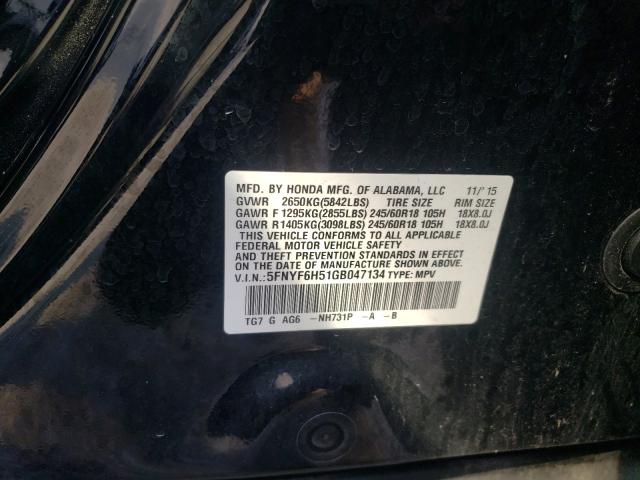 MFD. BY HONDA MFG. OF ALABAMA, LLC 11/'15
GVWR 2650KG(5842LBS) TIRE SIZE RIM SIZE
GAWR F 1295KG(2855LBS) 245/60R18 105H 18X8.0J
GAWR R1405KG(3098LBS) 245/60R18 105H 18X8.0J
THIS VEHICLE CONFORMS TO ALL APPLICABLE
FEDERAL MOTOR VEHICLE SAFETY
AND THEFT PREVENTION STANDARDS IN EFFECT
ON THE DATE OF MANUFACTURE SHOWN ABOVE.
V.I.N.:5FNYF6H51GB047134 TYPE: MPV
TG7 G AG6 -NH731P -A -B